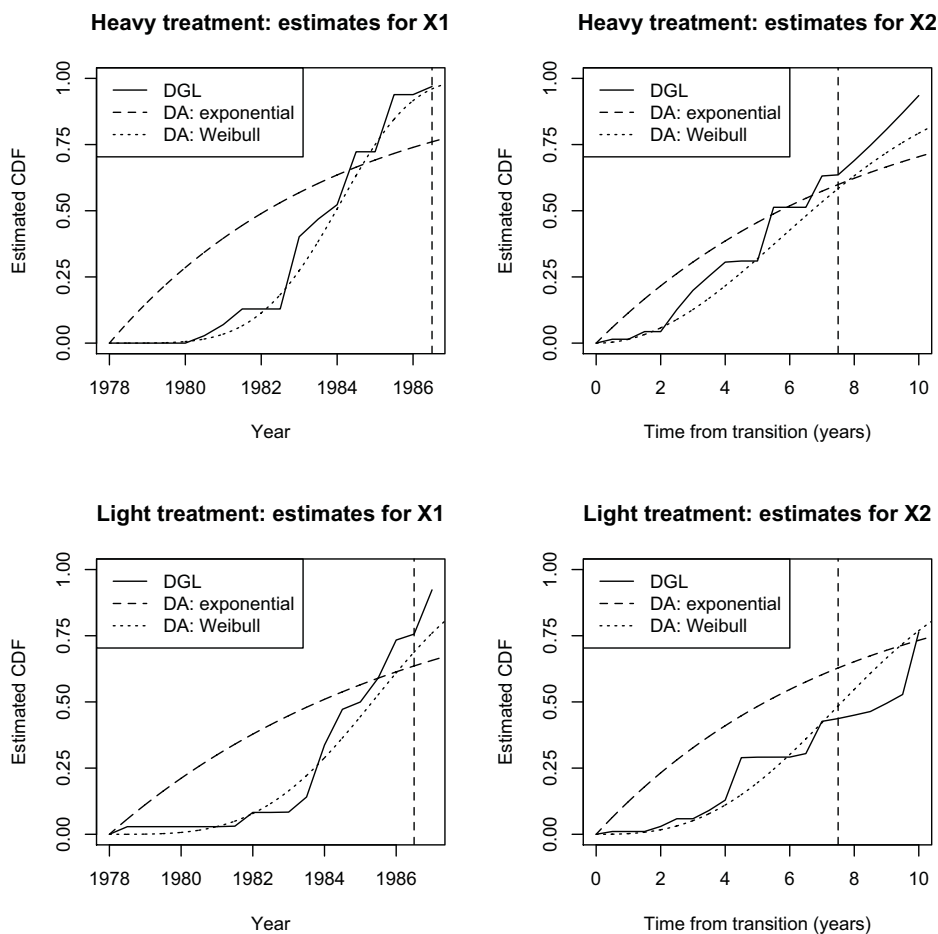 Heavy treatment: estimates for X1
DGL
DA: exponential
DA: Weibull
Estimated CDF
0.00 0.25 0.50 0.75 1.00
1978 1980 1982 1984 1986
Year
Heavy treatment: estimates for X2
DGL
DA: exponential
DA: Weibull
Estimated CDF
0.00 0.25 0.50 0.75 1.00
0 2 4 6 8 10
Time from transition (years)
Light treatment: estimates for X1
DGL
DA: exponential
DA: Weibull
Estimated CDF
0.00 0.25 0.50 0.75 1.00
1978 1980 1982 1984 1986
Year
Light treatment: estimates for X2
DGL
DA: exponential
DA: Weibull
Estimated CDF
0.00 0.25 0.50 0.75 1.00
0 2 4 6 8 10
Time from transition (years)